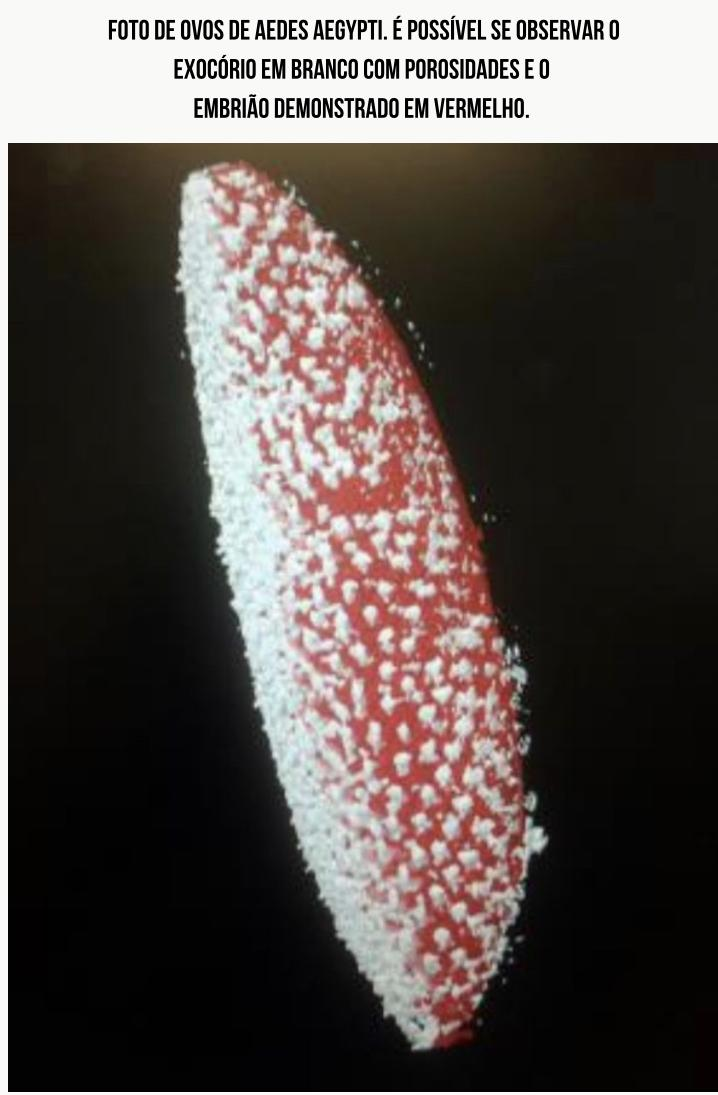 FOTO DE OVOS DE AEDES AEGYPTI. É POSSÍVEL SE OBSERVAR O
EXOCÓRIO EM BRANCO COM POROSIDADES E O
EMBRIÃO DEMONSTRADO EM VERMELHO.